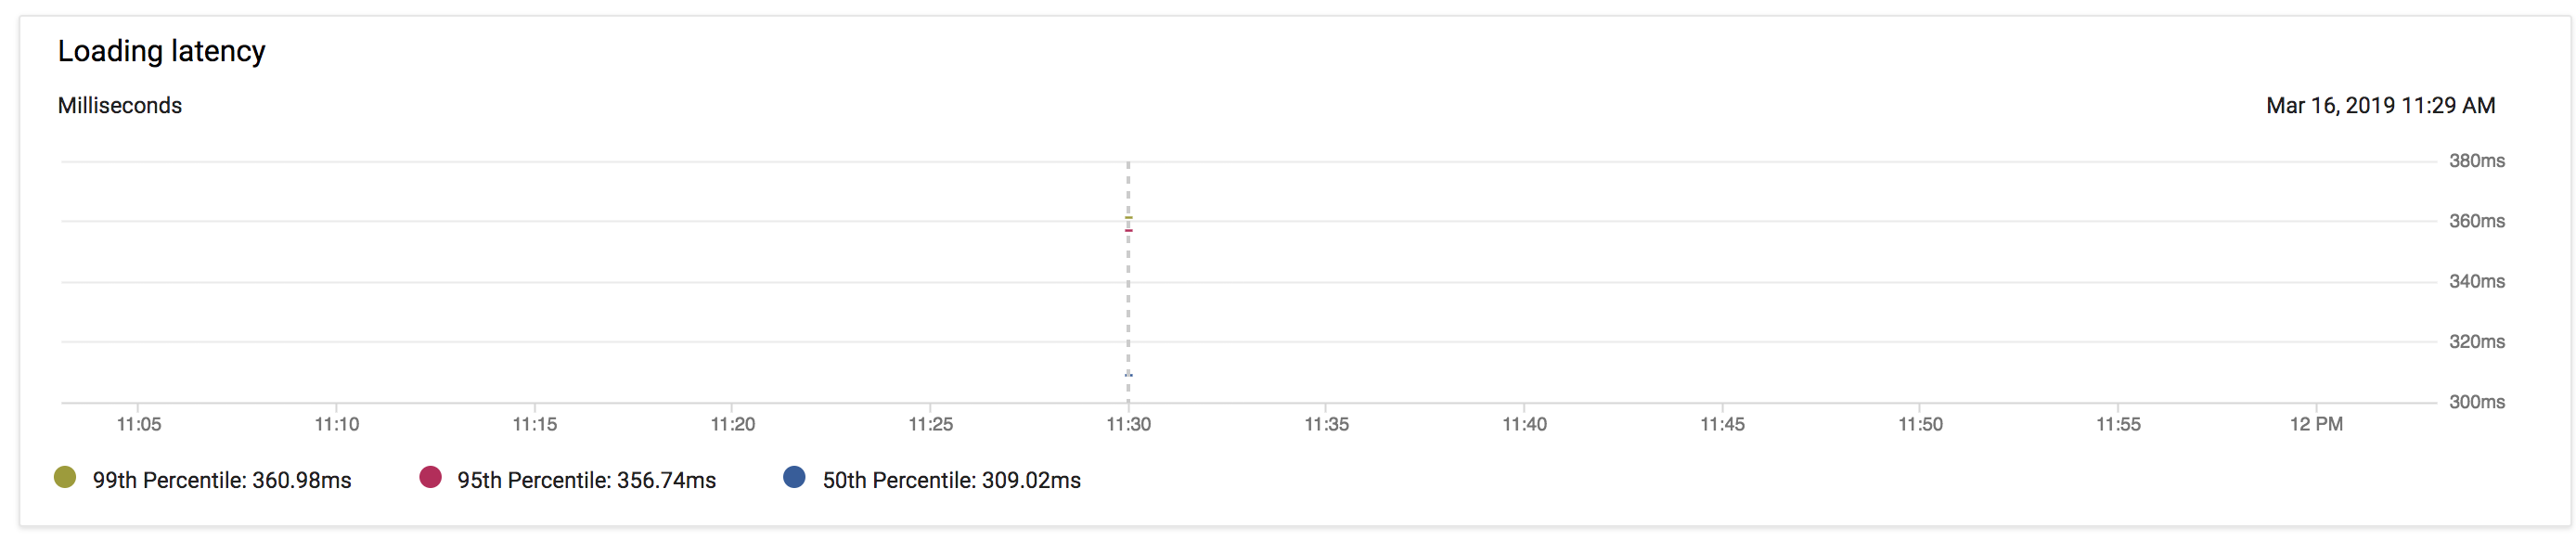 Loading latency
Milliseconds
Mar 16, 2019 11:29 AM
380ms
360ms
340ms
320ms
300ms
11:05 11:10 11:15 11:20 11:25 11:30 11:35 11:40 11:45 11:50 11:55 12 PM
99th Percentile: 360.98ms 95th Percentile: 356.74ms 50th Percentile: 309.02ms